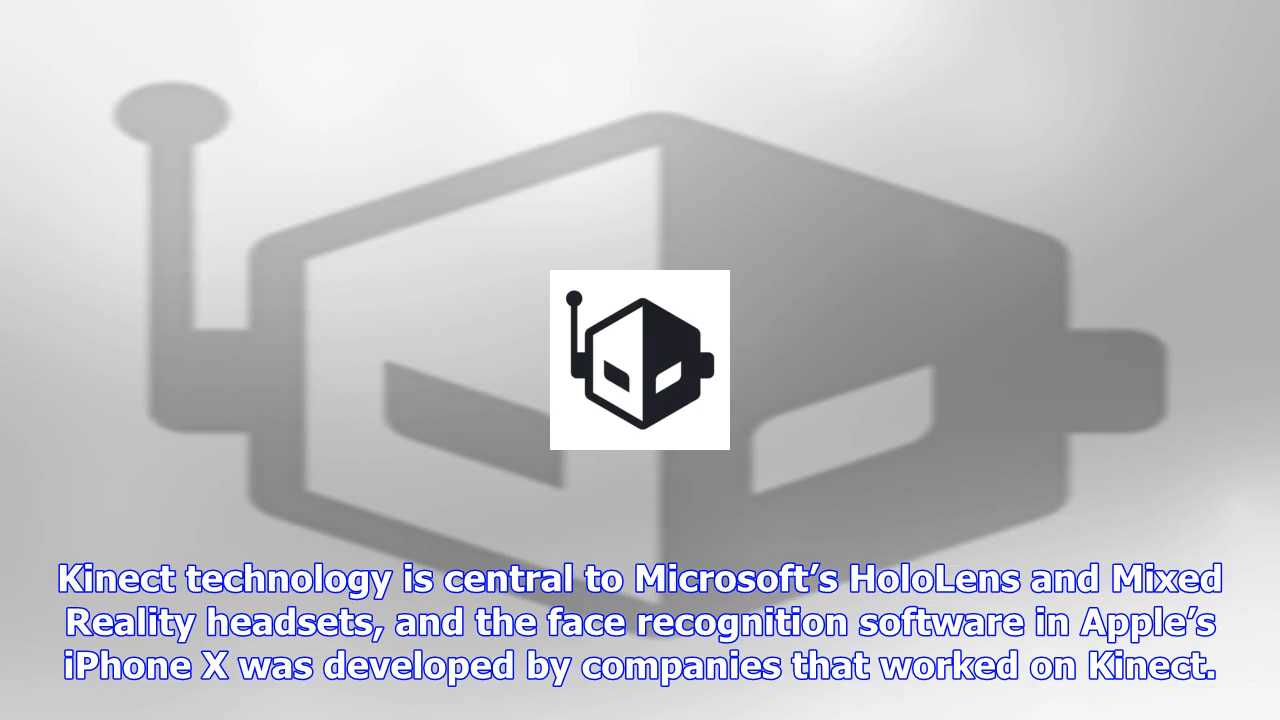 Kinect technology is central to Microsoft’s HoloLens and Mixed
Reality headsets, and the face recognition software in Apple’s
iPhone X was developed by companies that worked on Kinect.